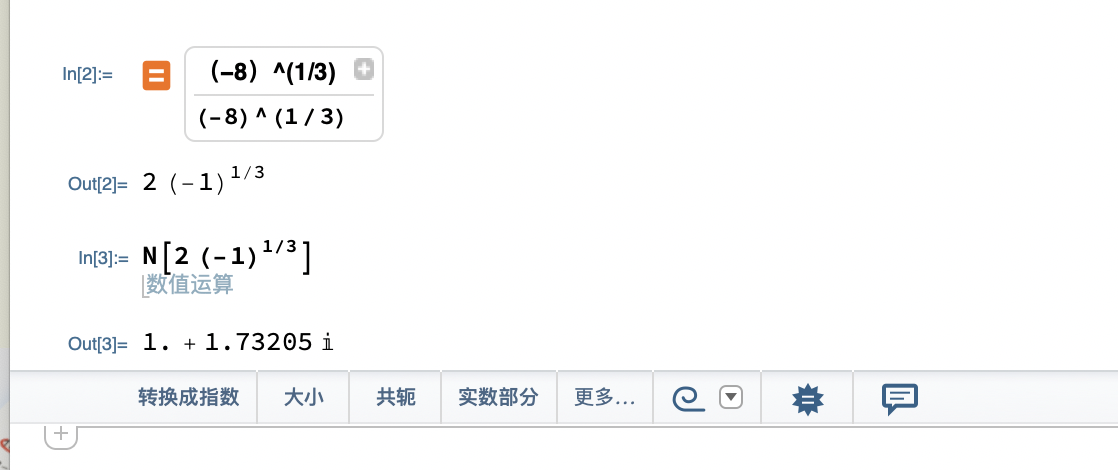 In[2]:= (-8) ^(1/3)
(-8)^(1/3)
Out[2]= 2 (-1)^1/3
In[3]:= N[2 (-1)^1/3]
数值运算
Out[3]= 1. + 1.73205 i
转换成指数 大小 共轭 实数部分 更多...